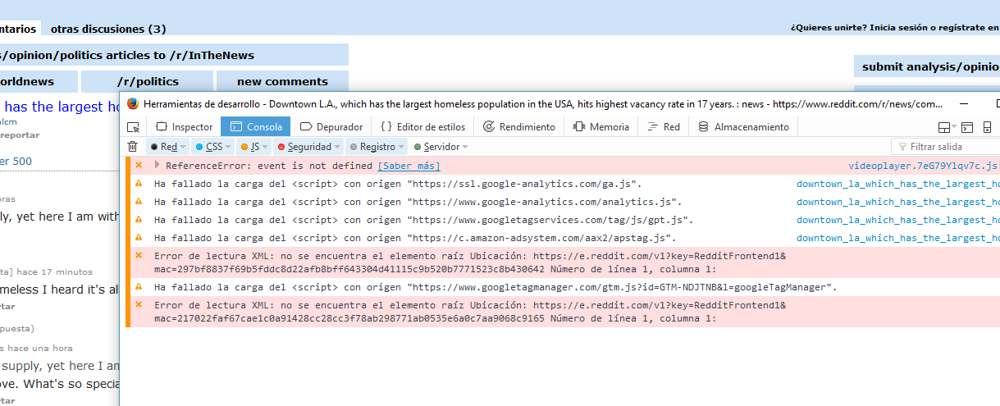 ntarios otras discusiones (3)
¿Quieres unirte? Inicia sesión o regístrate en
s/opinion/politics articles to /r/InTheNews
submit analysis/opinio
orldnews /r/politics new comments
has the largest ho
alcm
reportar
er 500
oras
ly, yet here I am with
sta] hace 17 minutos
meless I heard it's al
rtar
puesta)
s hace una hora
supply, yet here I am
ove. What's so specia
rtar
Herramientas de desarrollo - Downtown L.A., which has the largest homeless population in the USA, hits highest vacancy rate in 17 years. : news - https://www.reddit.com/r/news/com...
Inspector Consola Depurador { } Editor de estilos Rendimiento Memoria Red Almacenamiento
Red CSS JS Seguridad Registro Servidor Filtrar salida
ReferenceError: event is not defined [Saber más] videoplayer.7eG79Ylqv7c.js:
Ha fallado la carga del <script> con origen "https://ssl.google-analytics.com/ga.js". downtown_la_which_has_the_largest_ho
Ha fallado la carga del <script> con origen "https://www.google-analytics.com/analytics.js". downtown_la_which_has_the_largest_ho
Ha fallado la carga del <script> con origen "https://www.googletagservices.com/tag/js/gpt.js". downtown_la_which_has_the_largest_ho
Ha fallado la carga del <script> con origen "https://c.amazon-adsystem.com/aax2/apstag.js". downtown_la_which_has_the_largest_ho
Error de lectura XML: no se encuentra el elemento raíz Ubicación: https://e.reddit.com/v1?key=RedditFrontend1&
mac=297bf8837f69b5fddc8d22afb8bff643304d41115c9b520b7771523c8b430642 Número de línea 1, columna 1:
Ha fallado la carga del <script> con origen "https://www.googletagmanager.com/gtm.js?id=GTM-NDJTNB&l=googleTagManager".
Error de lectura XML: no se encuentra el elemento raíz Ubicación: https://e.reddit.com/v1?key=RedditFrontend1&
mac=217022faf67cae1c0a91428cc28cc3f78ab298771ab0535e6a0c7aa9068c9165 Número de línea 1, columna 1: